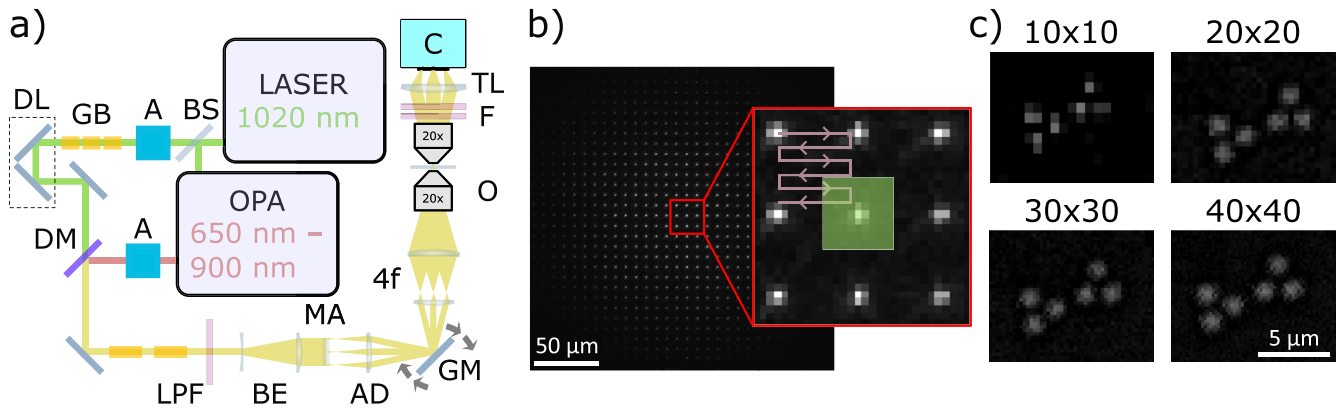 a)
C
LASER
1020 nm
DL
GB
A
BS
TL
F
20x
20x
O
OPA
650 nm –
900 nm
DM
A
4f
MA
GM
LPF
BE
AD
b)
50 µm
c)
10x10
20x20
30x30
40x40
5 µm